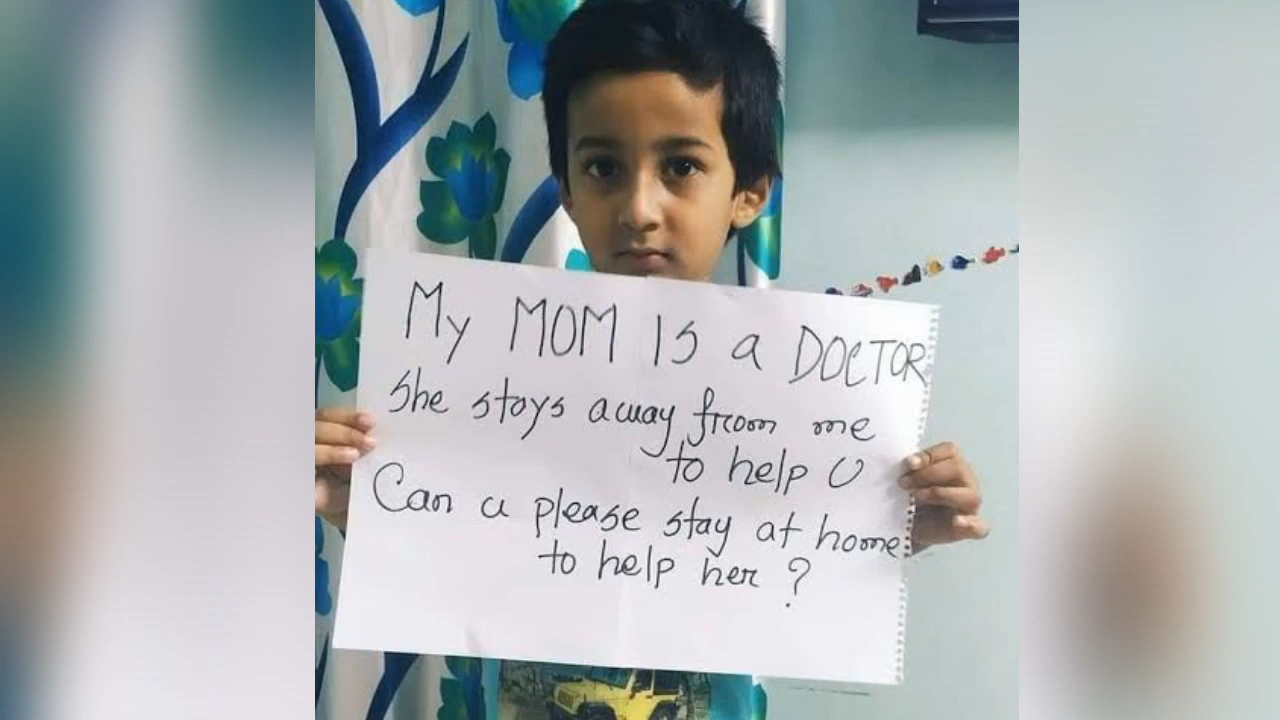 My MOM IS a DOCTOR
She stays away from me
to help U
Can u please stay at home
to help her ?